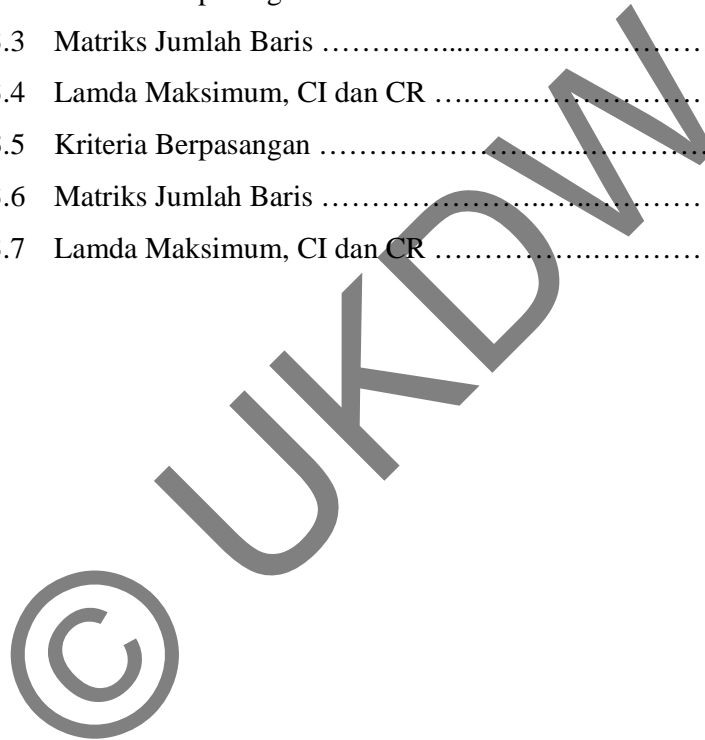 .3 Matriks Jumlah Baris …………....……………………
.4 Lamda Maksimum, CI dan CR ….……………………
.5 Kriteria Berpasangan ……………………...……………
.6 Matriks Jumlah Baris …………………..…..…………
.7 Lamda Maksimum, CI dan CR …………….…………
© UKDW